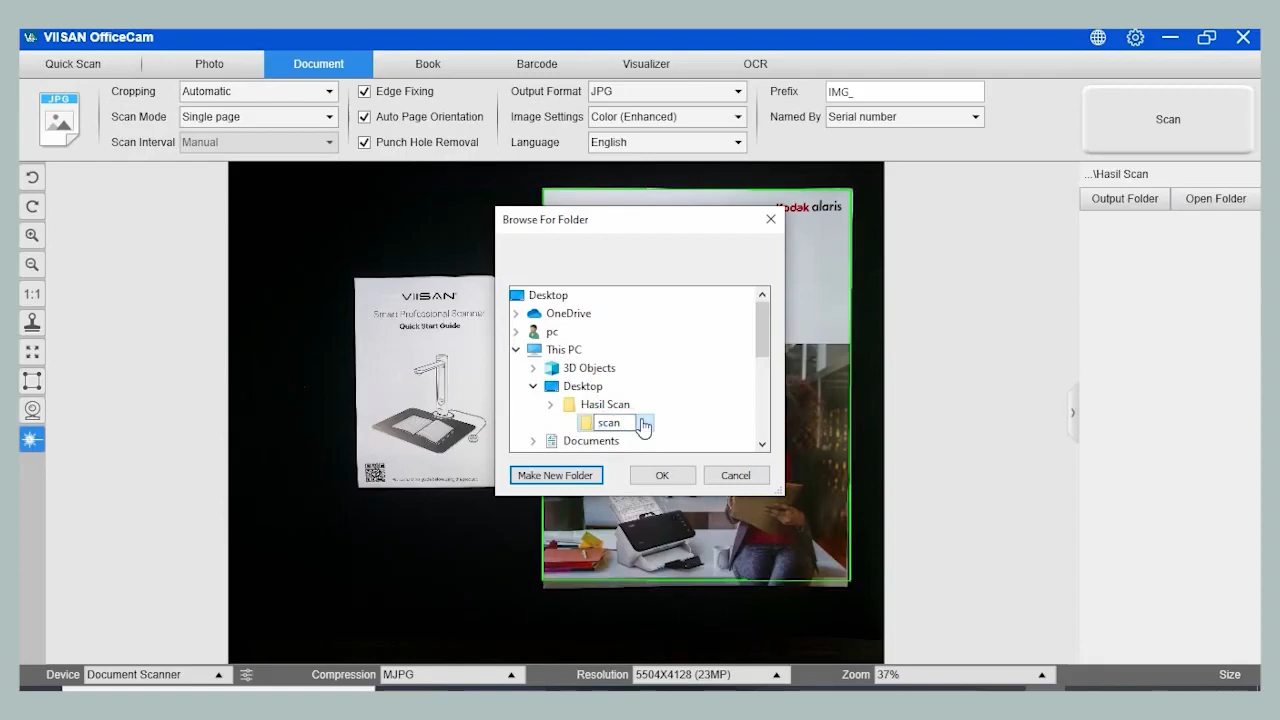 VIISAN OfficeCam
Quick Scan
Photo
Document
Book
Barcode
Visualizer
OCR
JPG
Cropping
Automatic
Scan Mode
Single page
Scan Interval
Manual
Edge Fixing
Auto Page Orientation
Punch Hole Removal
Output Format
JPG
Image Settings
Color (Enhanced)
Language
English
Prefix
IMG_
Named By
Serial number
Scan
...\Hasil Scan
Output Folder
Open Folder
1:1
Kodak alaris
VIISAN
Smart Professional Scanner
Quick Start Guide
Browse For Folder
Desktop
OneDrive
pc
This PC
3D Objects
Desktop
Hasil Scan
scan
Documents
Make New Folder
OK
Cancel
Device
Document Scanner
Compression
MJPG
Resolution
5504X4128 (23MP)
Zoom
37%
Size